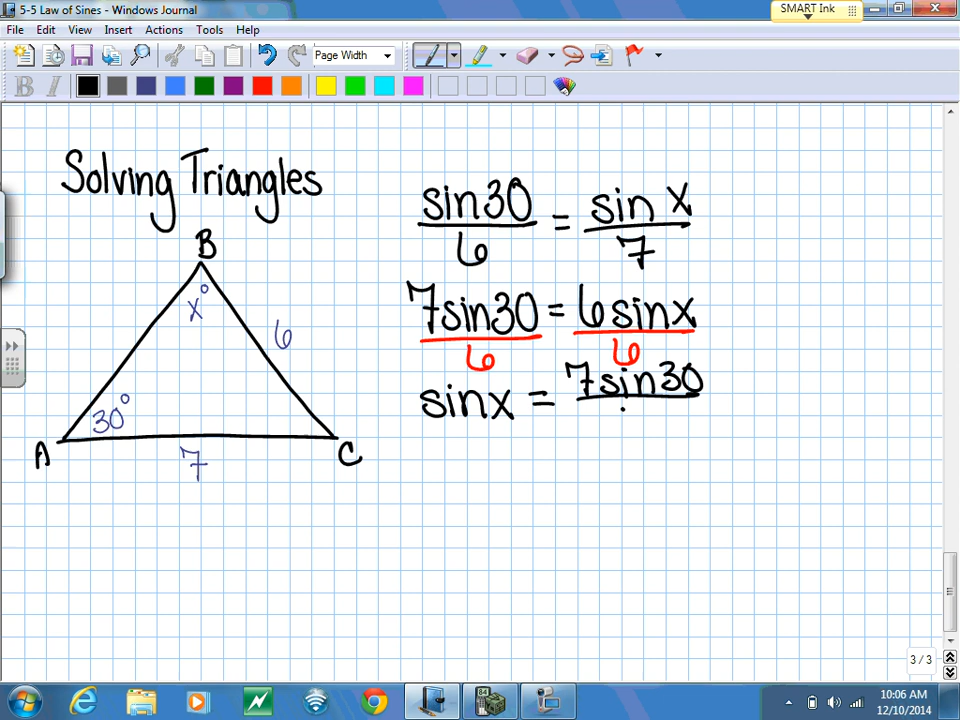 5-5 Law of Sines - Windows Journal
SMART Ink
File Edit View Insert Actions Tools Help
Page Width
B I
Solving Triangles
B
x°
6
30°
A
7
C
sin30 = sin x
6 7
7sin30 = 6sinx
6 6
sinx = 7sin30
3 / 3
84
10:06 AM
12/10/2014